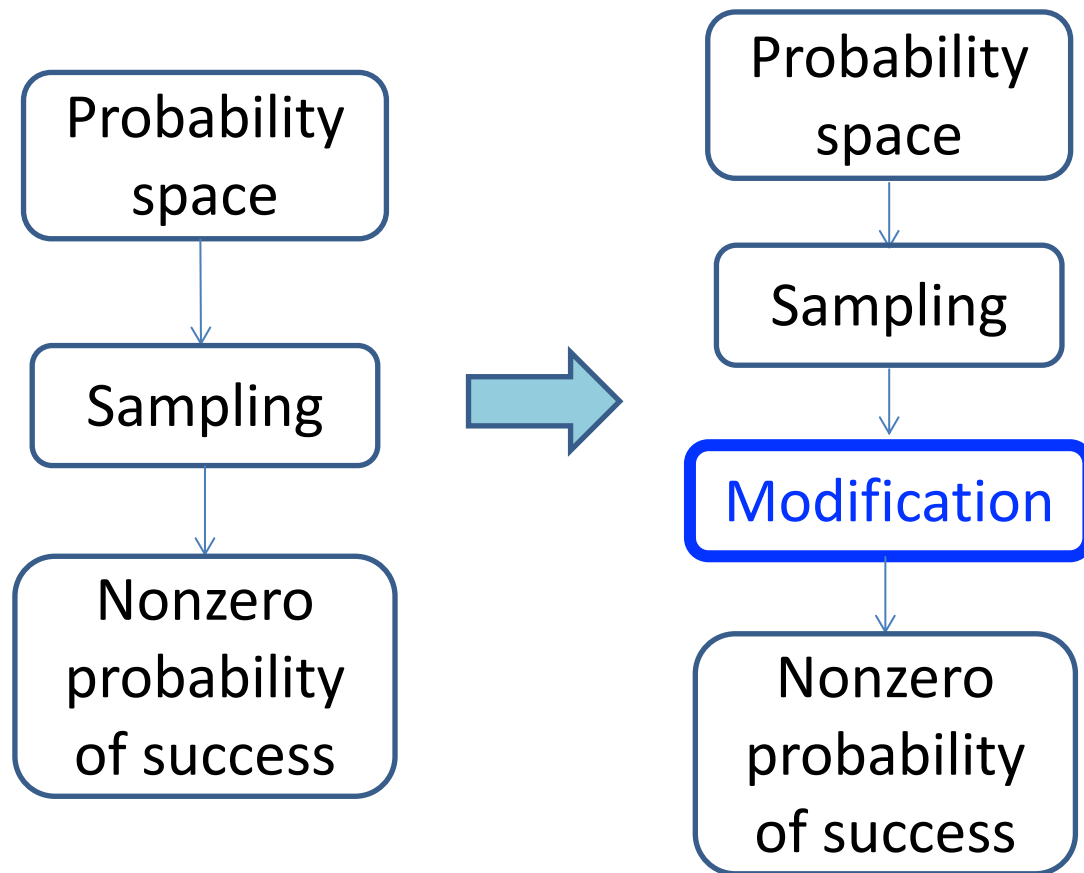 Probability
space
Sampling
Nonzero
probability
of success
Probability
space
Sampling
Modification
Nonzero
probability
of success